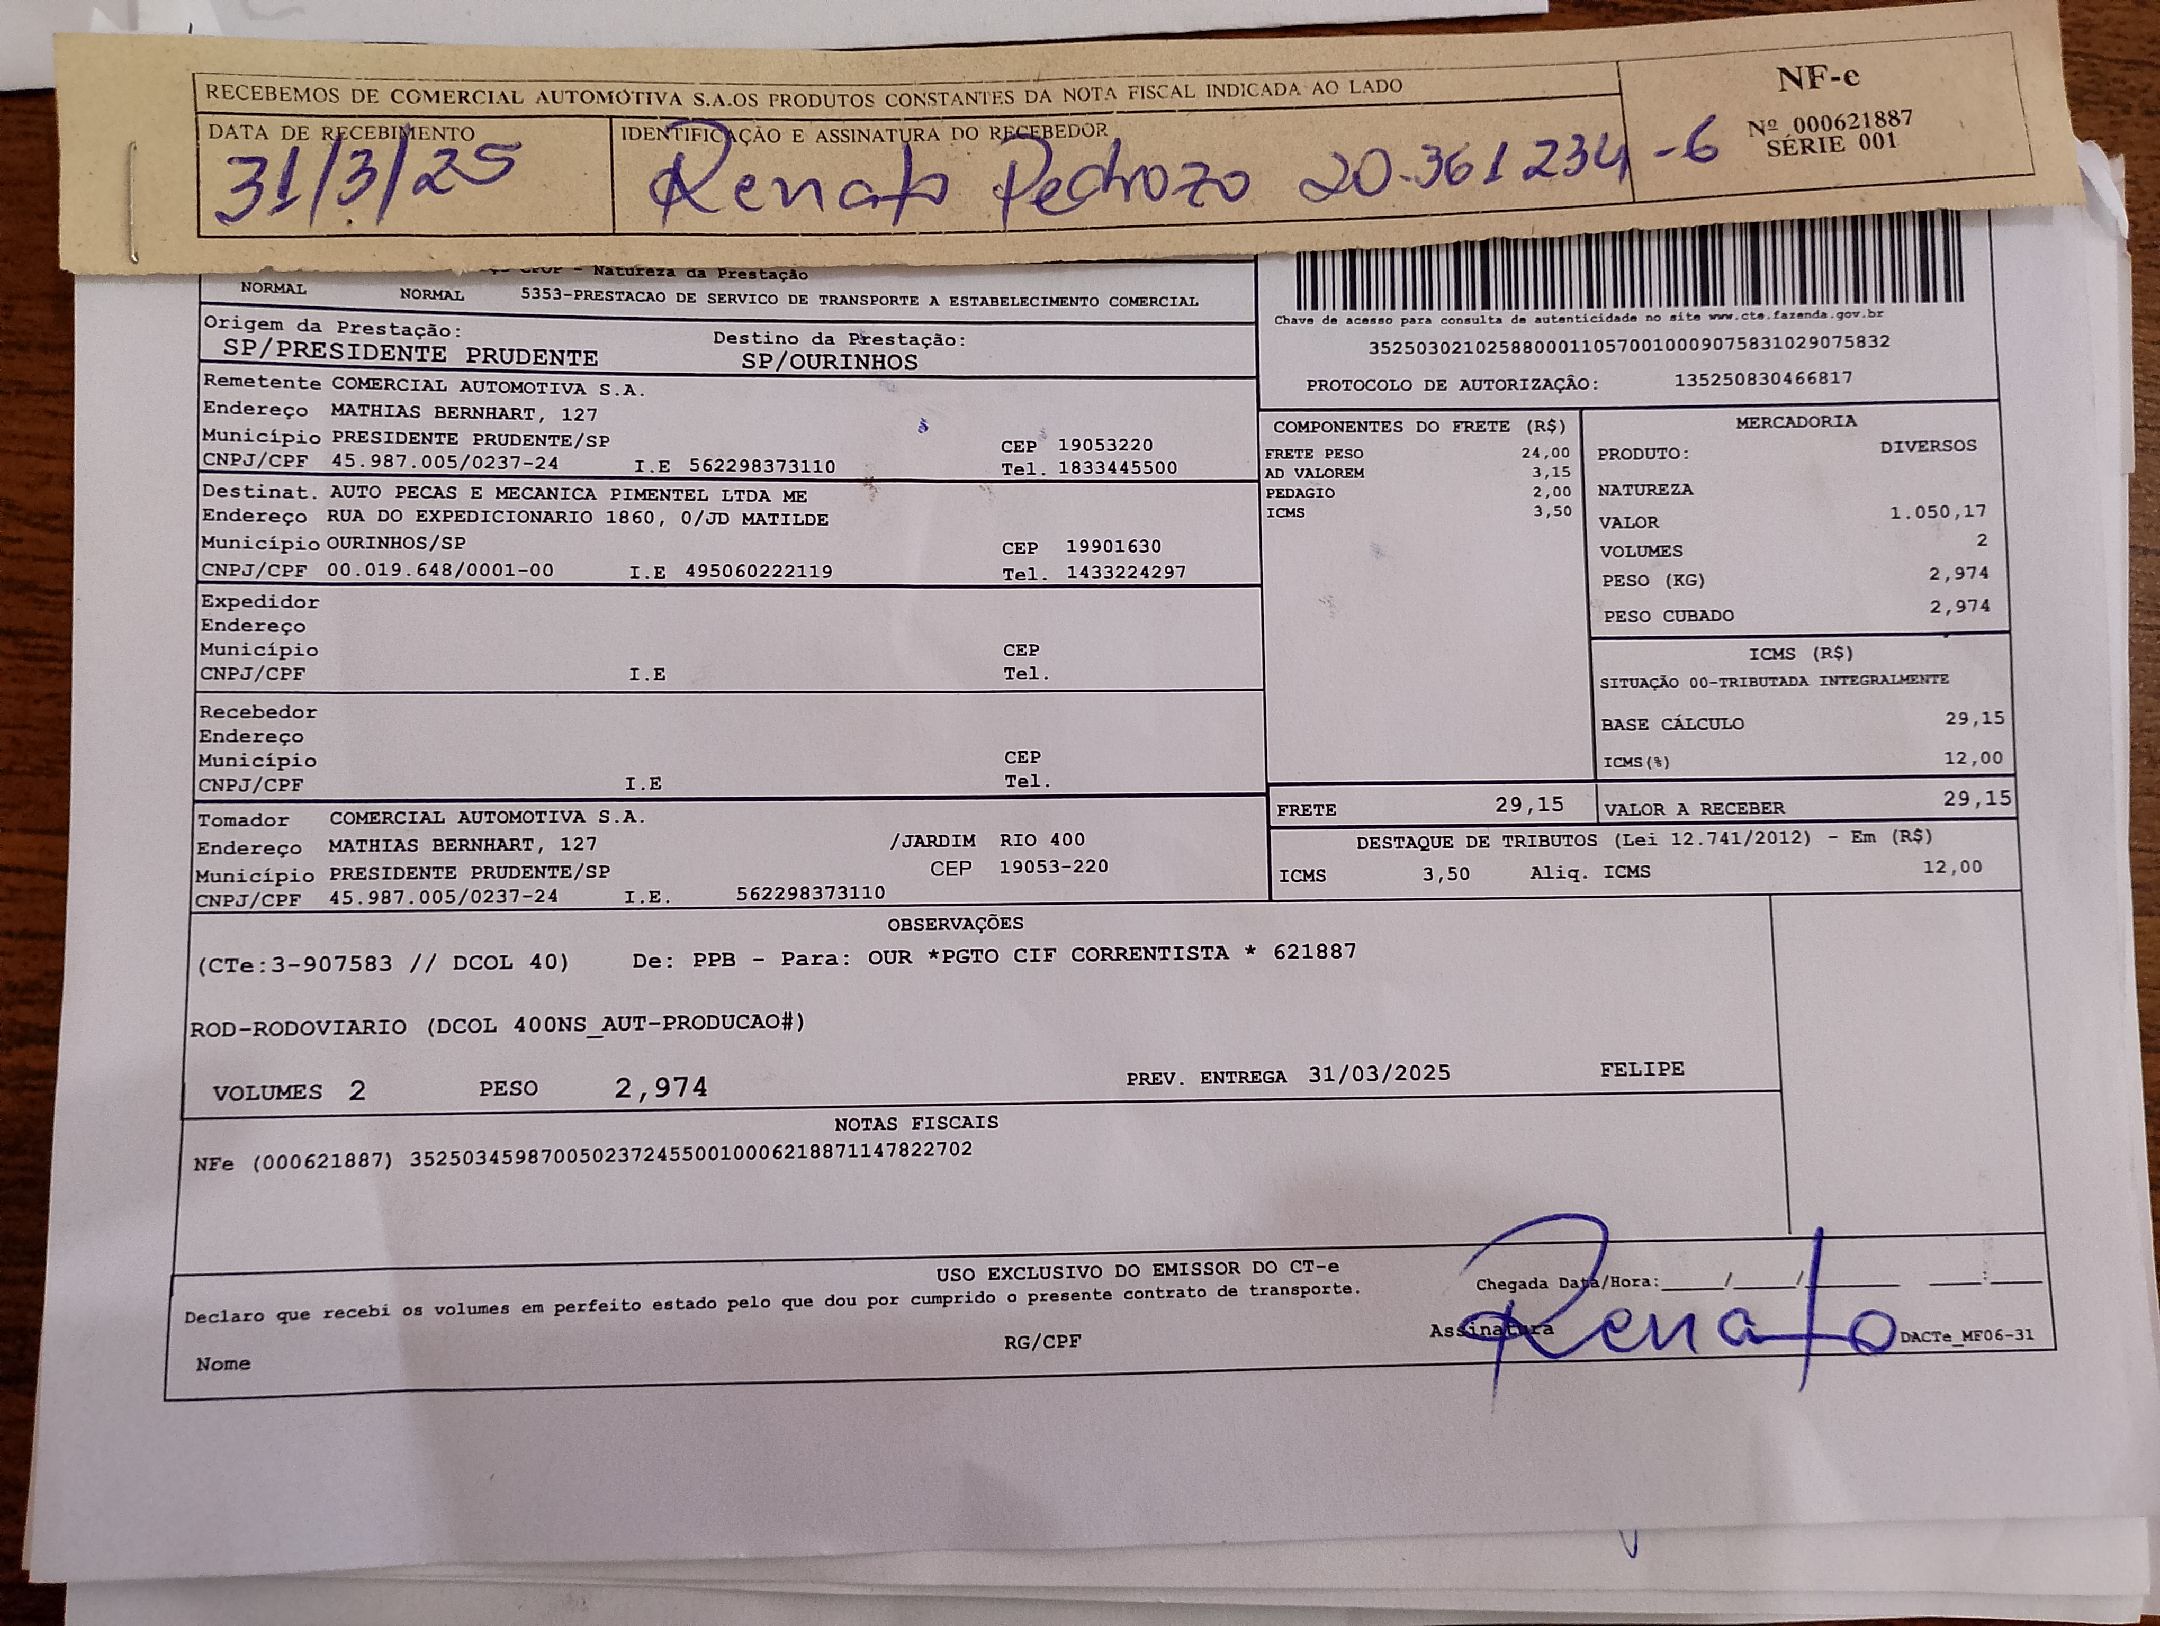 RECEBEMOS DE COMERCIAL AUTOMOTIVA S.A.OS PRODUTOS CONSTANTES DA NOTA FISCAL INDICADA AO LADO
NF-e
Nº 000621887
SÉRIE 001
DATA DE RECEBIMENTO
31/3/25
IDENTIFICAÇÃO E ASSINATURA DO RECEBEDOR
Renato Pedrozo 20.361234-6
CFOP - Natureza da Prestação
NORMAL NORMAL 5353-PRESTACAO DE SERVICO DE TRANSPORTE A ESTABELECIMENTO COMERCIAL
Origem da Prestação: Destino da Prestação:
SP/PRESIDENTE PRUDENTE SP/OURINHOS
Chave de acesso para consulta de autenticidade no site www.cte.fazenda.gov.br
35250302102588000110570010009075831029075832
PROTOCOLO DE AUTORIZAÇÃO: 135250830466817
Remetente COMERCIAL AUTOMOTIVA S.A.
Endereço MATHIAS BERNHART, 127
Município PRESIDENTE PRUDENTE/SP CEP 19053220
CNPJ/CPF 45.987.005/0237-24 I.E 562298373110 Tel. 1833445500
Destinat. AUTO PECAS E MECANICA PIMENTEL LTDA ME
Endereço RUA DO EXPEDICIONARIO 1860, 0/JD MATILDE
Município OURINHOS/SP CEP 19901630
CNPJ/CPF 00.019.648/0001-00 I.E 495060222119 Tel. 1433224297
Expedidor
Endereço
Município CEP
CNPJ/CPF I.E Tel.
Recebedor
Endereço
Município CEP
CNPJ/CPF I.E Tel.
Tomador COMERCIAL AUTOMOTIVA S.A.
Endereço MATHIAS BERNHART, 127 /JARDIM RIO 400
Município PRESIDENTE PRUDENTE/SP CEP 19053-220
CNPJ/CPF 45.987.005/0237-24 I.E. 562298373110
COMPONENTES DO FRETE (R$)
FRETE PESO 24,00
AD VALOREM 3,15
PEDAGIO 2,00
ICMS 3,50
MERCADORIA
PRODUTO: DIVERSOS
NATUREZA
VALOR 1.050,17
VOLUMES 2
PESO (KG) 2,974
PESO CUBADO 2,974
ICMS (R$)
SITUAÇÃO 00-TRIBUTADA INTEGRALMENTE
BASE CÁLCULO 29,15
ICMS(%) 12,00
FRETE 29,15 VALOR A RECEBER 29,15
DESTAQUE DE TRIBUTOS (Lei 12.741/2012) - Em (R$)
ICMS 3,50 Aliq. ICMS 12,00
OBSERVAÇÕES
(CTe:3-907583 // DCOL 40) De: PPB - Para: OUR *PGTO CIF CORRENTISTA * 621887
ROD-RODOVIARIO (DCOL 400NS_AUT-PRODUCAO#)
VOLUMES 2 PESO 2,974 PREV. ENTREGA 31/03/2025 FELIPE
NOTAS FISCAIS
NFe (000621887) 35250345987005023724550010006218871147822702
USO EXCLUSIVO DO EMISSOR DO CT-e
Declaro que recebi os volumes em perfeito estado pelo que dou por cumprido o presente contrato de transporte.
Chegada Data/Hora:____/____/______ ___:___
Nome RG/CPF Assinatura Renato DACTe_MF06-31